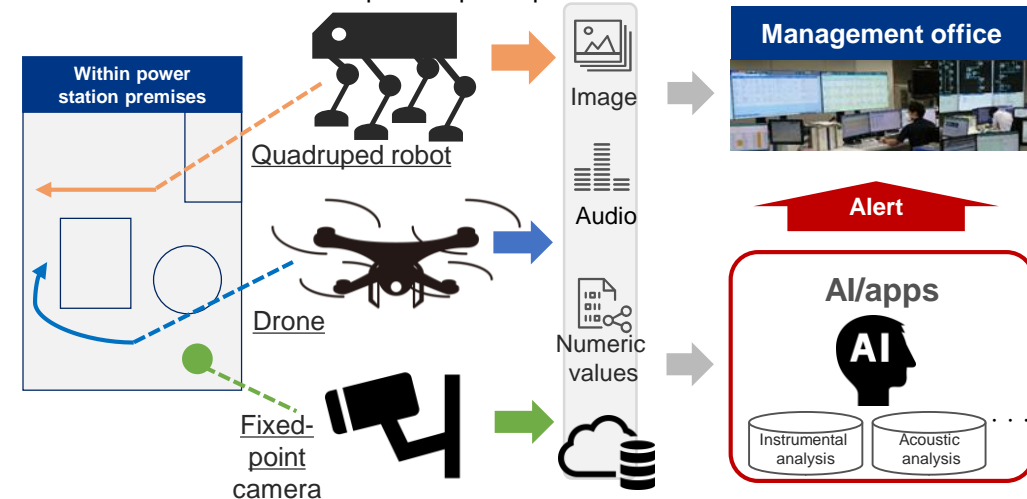 Within power
station premises
Quadruped robot
Drone
Fixed-
point
camera
Image
Audio
Numeric
values
Management office
Alert
AI/apps
AI
Instrumental
analysis
Acoustic
analysis
. . . .